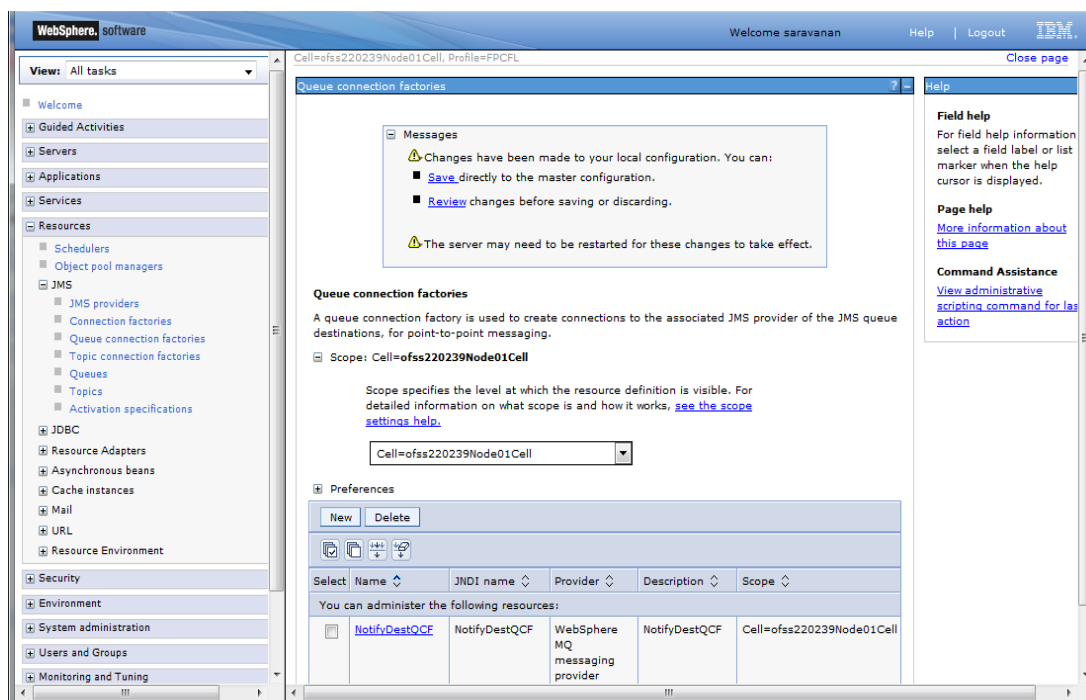 WebSphere. software
Welcome saravanan
Help | Logout
IBM.
View: All tasks
Welcome
Guided Activities
Servers
Applications
Services
Resources
Schedulers
Object pool managers
JMS
JMS providers
Connection factories
Queue connection factories
Topic connection factories
Queues
Topics
Activation specifications
JDBC
Resource Adapters
Asynchronous beans
Cache instances
Mail
URL
Resource Environment
Security
Environment
System administration
Users and Groups
Monitoring and Tuning
Cell=ofss220239Node01Cell, Profile=FPCFL
Close page
Queue connection factories
? -
Messages
Changes have been made to your local configuration. You can:
Save directly to the master configuration.
Review changes before saving or discarding.
The server may need to be restarted for these changes to take effect.
Queue connection factories
A queue connection factory is used to create connections to the associated JMS provider of the JMS queue
destinations, for point-to-point messaging.
Scope: Cell=ofss220239Node01Cell
Scope specifies the level at which the resource definition is visible. For
detailed information on what scope is and how it works, see the scope
settings help.
Cell=ofss220239Node01Cell
Preferences
New Delete
Select Name JNDI name Provider Description Scope
You can administer the following resources:
NotifyDestQCF NotifyDestQCF WebSphere NotifyDestQCF Cell=ofss220239Node01Cell
MQ
messaging
provider
Help
Field help
For field help information
select a field label or list
marker when the help
cursor is displayed.
Page help
More information about
this page
Command Assistance
View administrative
scripting command for las
action